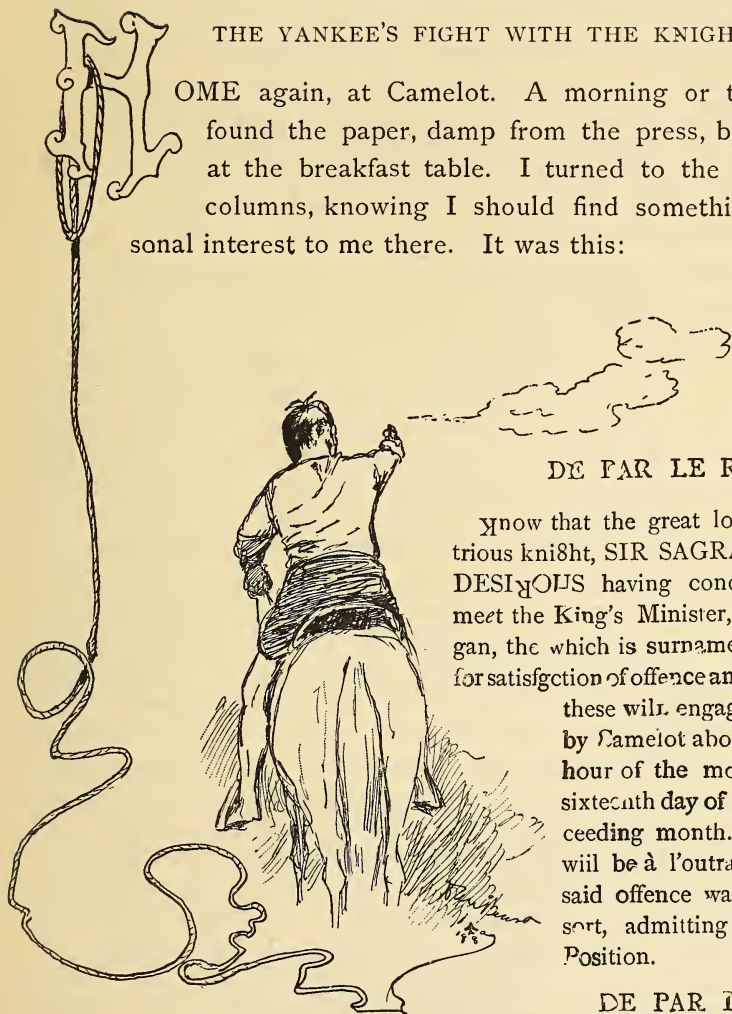 THE YANKEE'S FIGHT WITH THE KNIGH
HOME again, at Camelot. A morning or t
found the paper, damp from the press, b
at the breakfast table. I turned to the
columns, knowing I should find somethi
sonal interest to me there. It was this:
DE PAR LE R
ʞnow that the great lo
trious kni8ht, SIR SAGRA
DESIꓤOUS having conc
meet the King's Minister,
gan, the which is surname
for satisfgction of offence an
these will engag
by Camelot abo
hour of the mo
sixteenth day of
ceeding month.
wiil be à l'outra
said offence wa
sort, admitting
Position.
DE PAR L